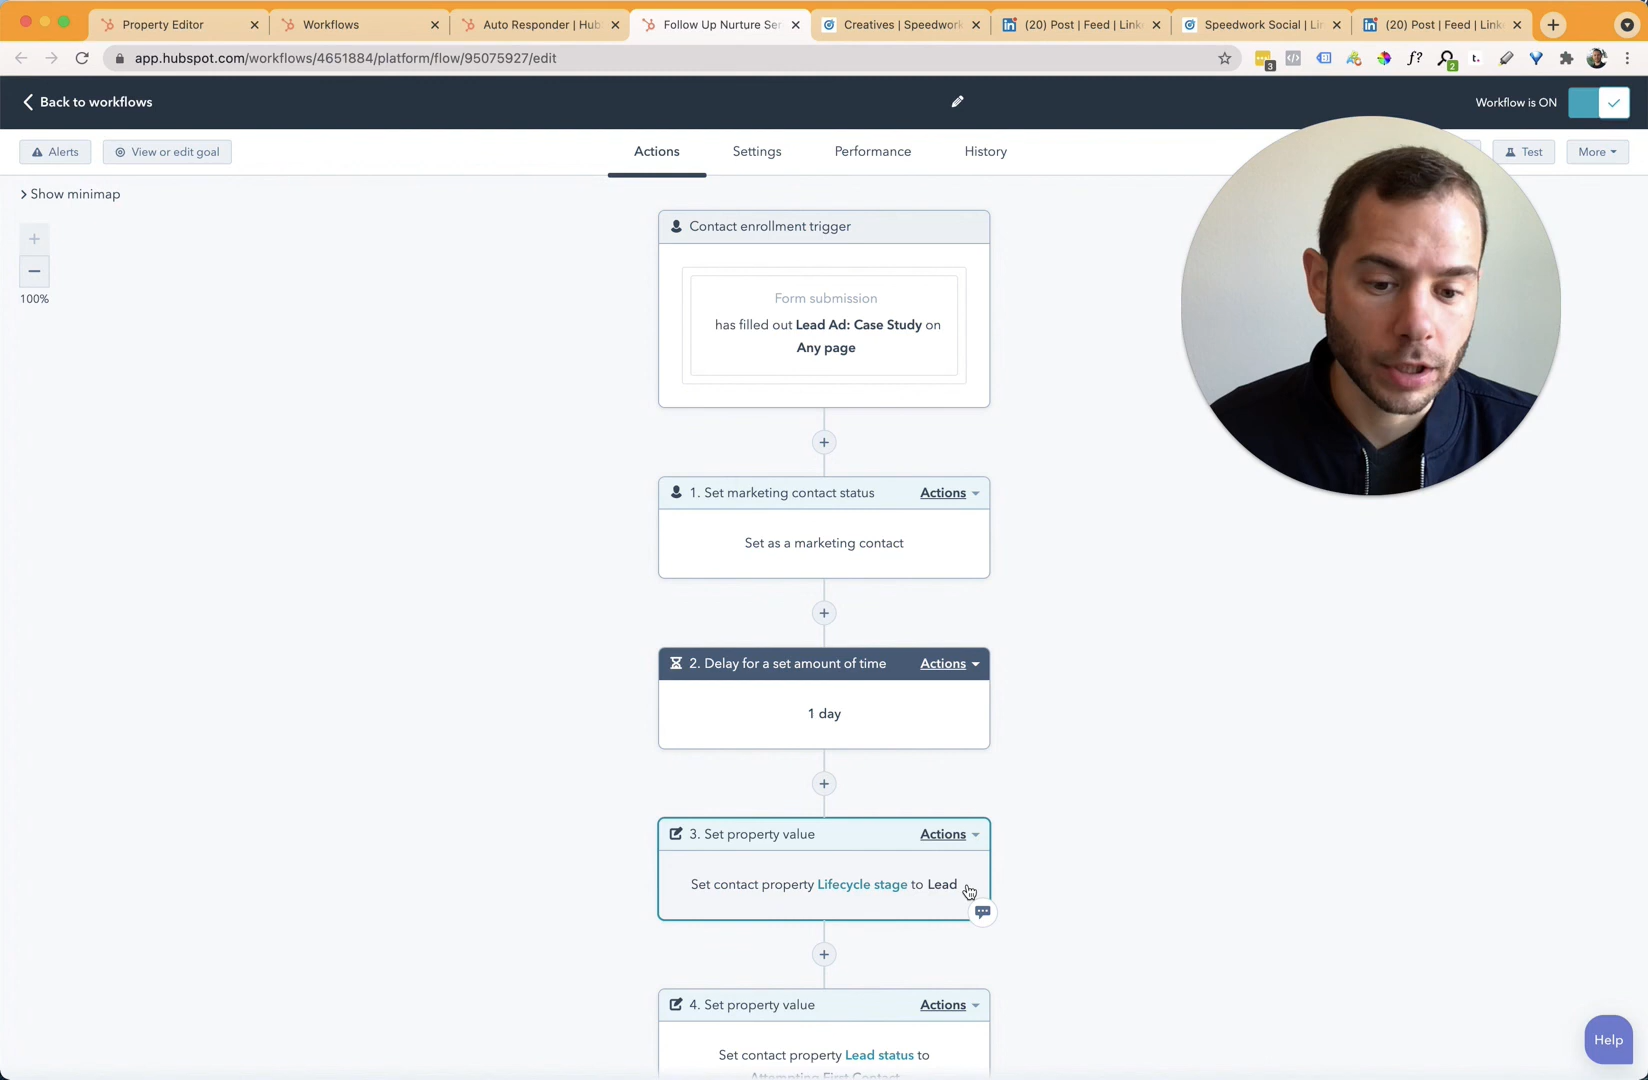 Property Editor
Workflows
Auto Responder | Hub
Follow Up Nurture Ser
Creatives | Speedwork
(20) Post | Feed | Link
Speedwork Social | Li
(20) Post | Feed | Link
app.hubspot.com/workflows/4651884/platform/flow/95075927/edit
3
f?
2
t.
Back to workflows
Workflow is ON
Alerts
View or edit goal
Actions
Settings
Performance
History
Test
More
Show minimap
100%
Contact enrollment trigger
Form submission
has filled out Lead Ad: Case Study on
Any page
1. Set marketing contact status
Actions
Set as a marketing contact
2. Delay for a set amount of time
Actions
1 day
3. Set property value
Actions
Set contact property Lifecycle stage to Lead
4. Set property value
Actions
Set contact property Lead status to
Attempting First Contact
Help